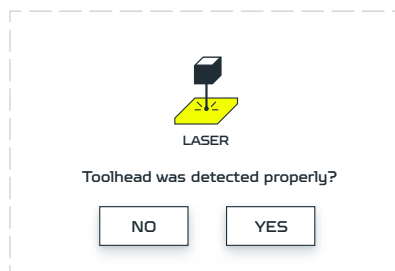 LASER
Toolhead was detected properly?
NO
YES